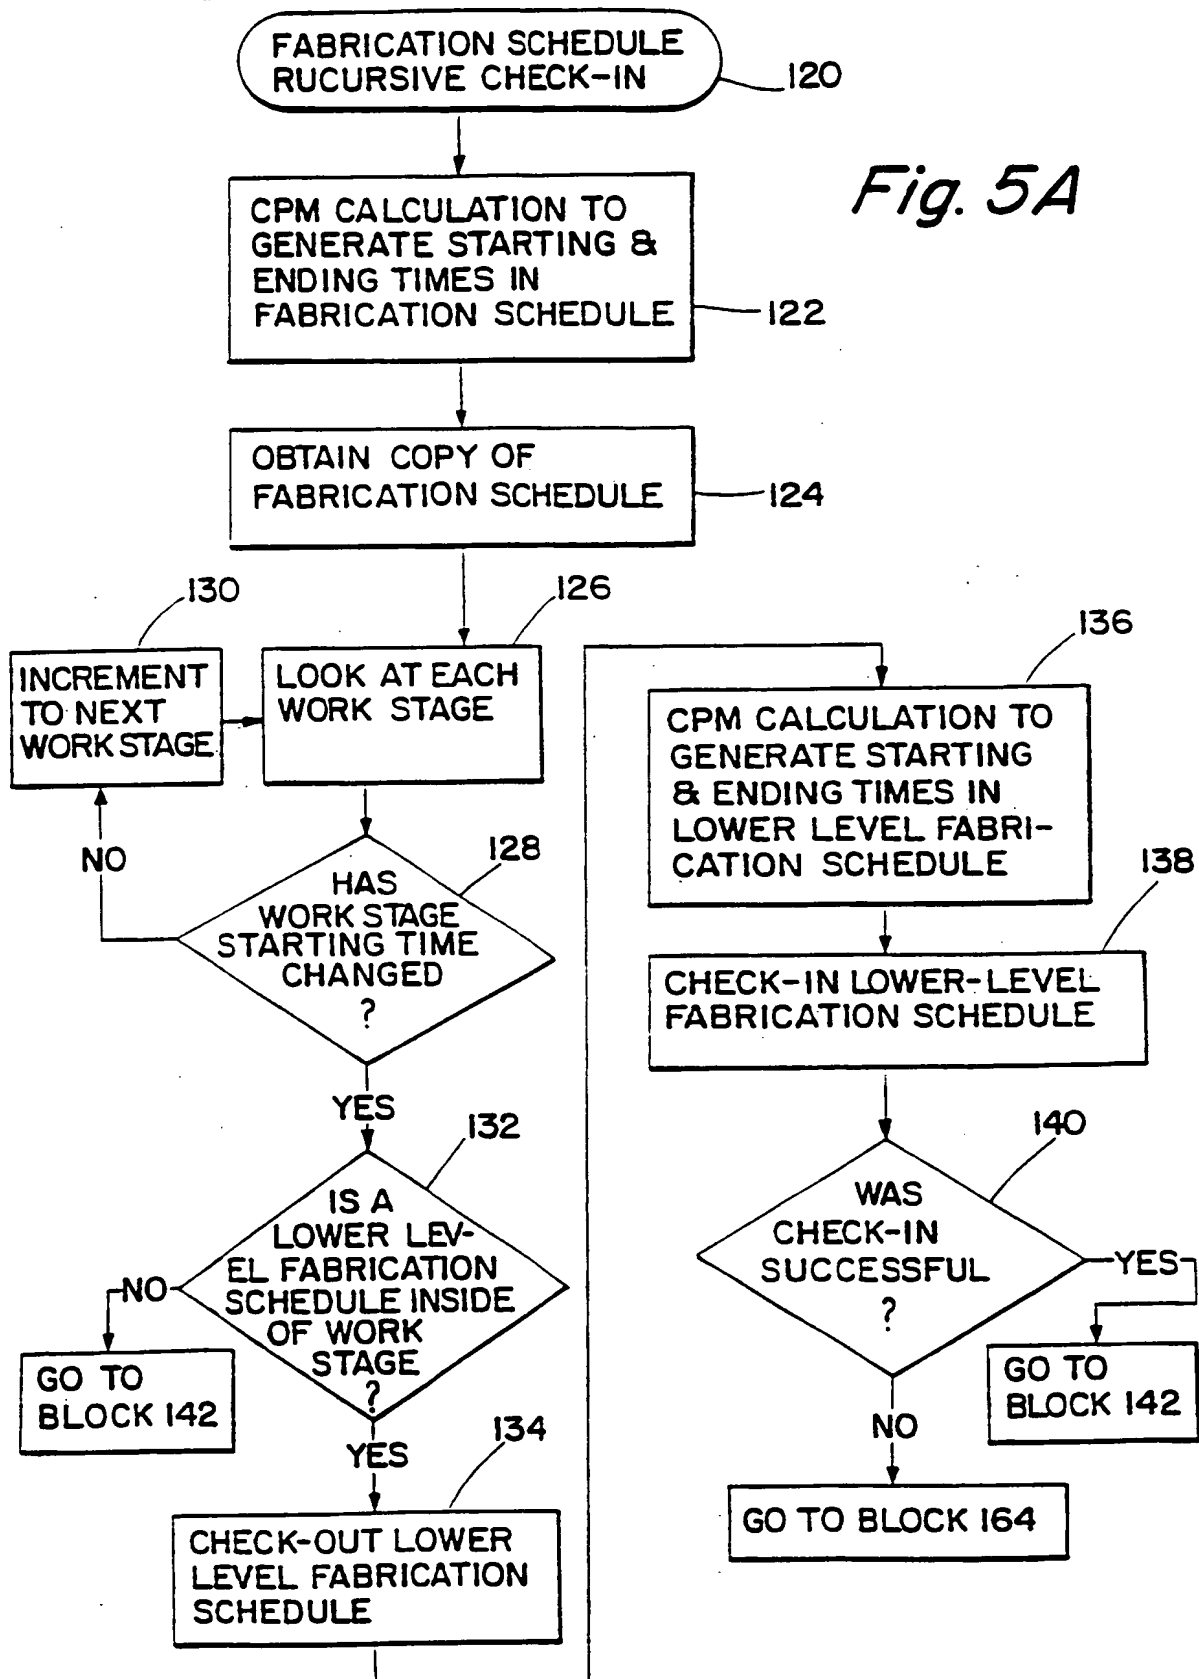 FABRICATION SCHEDULE
RUCURSIVE CHECK-IN
120
Fig. 5A
CPM CALCULATION TO
GENERATE STARTING &
ENDING TIMES IN
FABRICATION SCHEDULE
122
OBTAIN COPY OF
FABRICATION SCHEDULE
124
130
126
INCREMENT
TO NEXT
WORK STAGE
LOOK AT EACH
WORK STAGE
NO
128
HAS
WORK STAGE
STARTING TIME
CHANGED
?
YES
132
IS A
LOWER LEV-
EL FABRICATION
SCHEDULE INSIDE
OF WORK
STAGE
?
NO
GO TO
BLOCK 142
YES
134
CHECK-OUT LOWER
LEVEL FABRICATION
SCHEDULE
136
CPM CALCULATION TO
GENERATE STARTING
& ENDING TIMES IN
LOWER LEVEL FABRI-
CATION SCHEDULE
138
CHECK-IN LOWER-LEVEL
FABRICATION SCHEDULE
140
WAS
CHECK-IN
SUCCESSFUL
?
YES
GO TO
BLOCK 142
NO
GO TO BLOCK 164